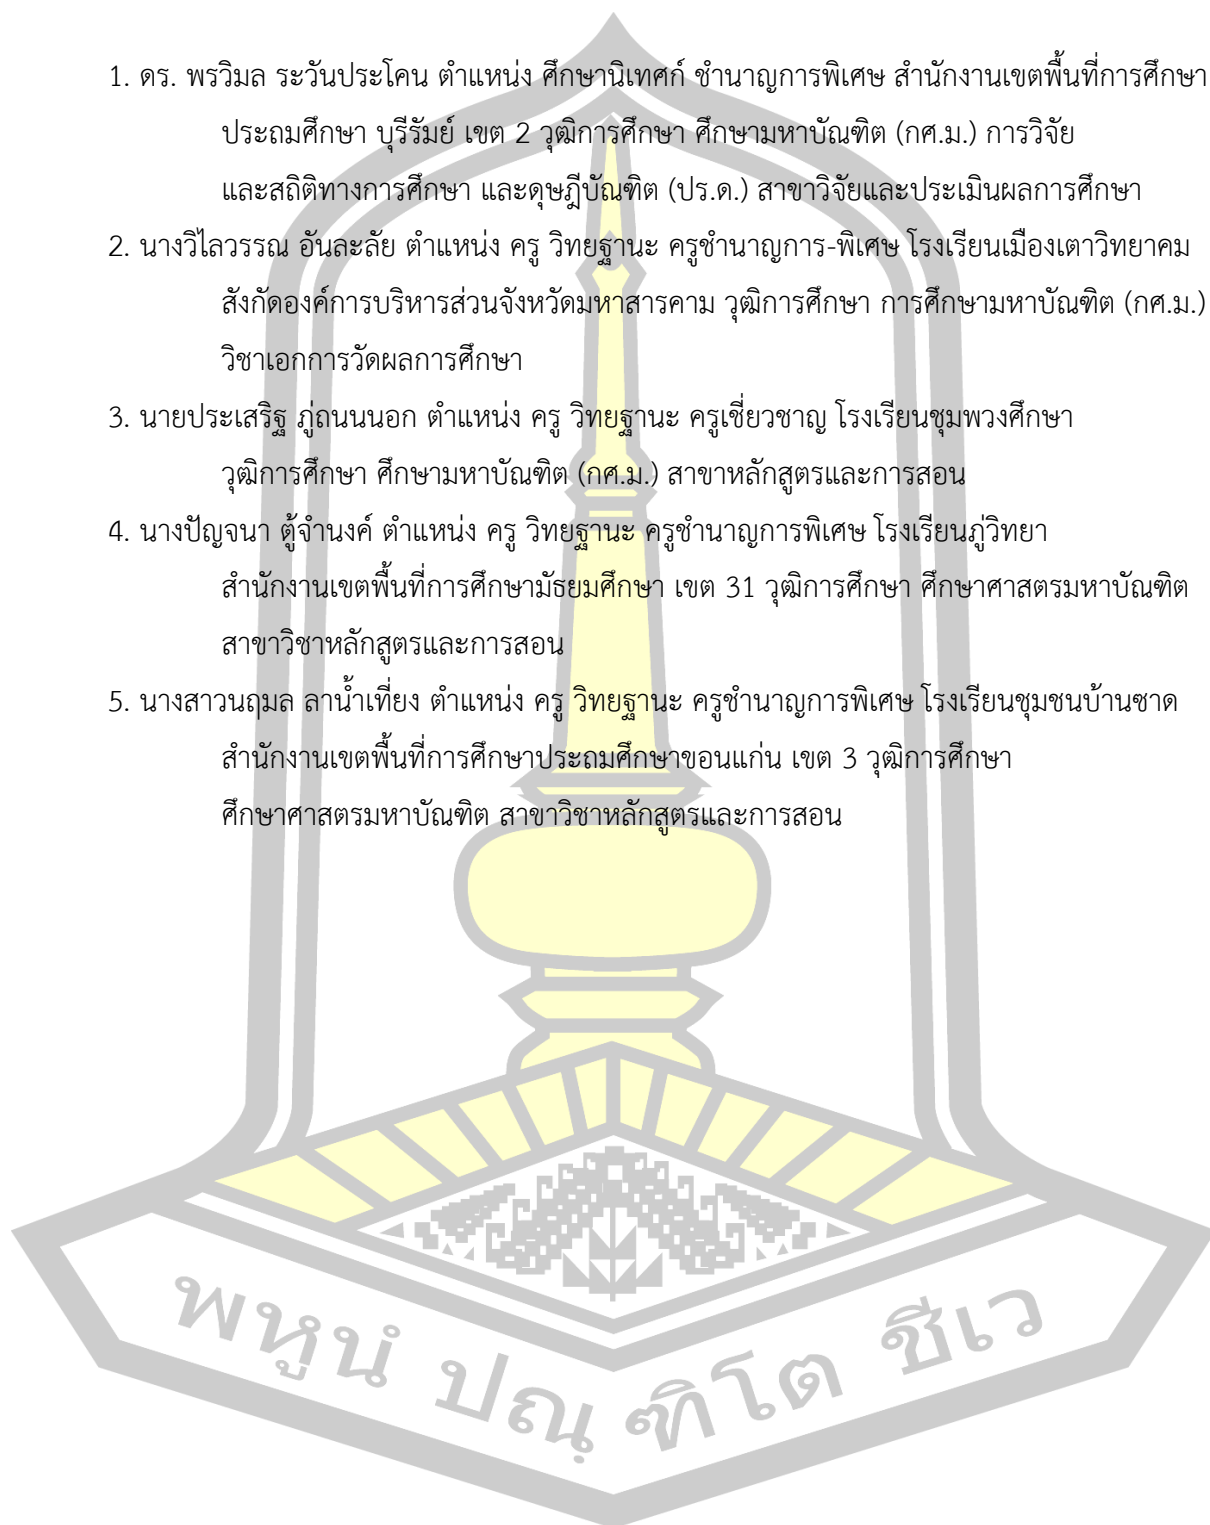 1. ดร. พรวิมล ระวันประโคน ตำแหน่ง ศึกษานิเทศก์ ชำนาญการพิเศษ สำนักงานเขตพื้นที่การศึกษา
ประถมศึกษา บุรีรัมย์ เขต 2 วุฒิการศึกษา ศึกษามหาบัณฑิต (กศ.ม.) การวิจัย
และสถิติทางการศึกษา และดุษฎีบัณฑิต (ปร.ด.) สาขาวิจัยและประเมินผลการศึกษา
2. นางวิไลวรรณ อันละลัย ตำแหน่ง ครู วิทยฐานะ ครูชำนาญการ-พิเศษ โรงเรียนเมืองเตาวิทยาคม
สังกัดองค์การบริหารส่วนจังหวัดมหาสารคาม วุฒิการศึกษา การศึกษามหาบัณฑิต (กศ.ม.)
วิชาเอกการวัดผลการศึกษา
3. นายประเสริฐ ภู่ถนนนอก ตำแหน่ง ครู วิทยฐานะ ครูเชี่ยวชาญ โรงเรียนชุมพวงศึกษา
วุฒิการศึกษา ศึกษามหาบัณฑิต (กศ.ม.) สาขาหลักสูตรและการสอน
4. นางปัญจนา ตู้จำนงค์ ตำแหน่ง ครู วิทยฐานะ ครูชำนาญการพิเศษ โรงเรียนภู่วิทยา
สำนักงานเขตพื้นที่การศึกษามัธยมศึกษา เขต 31 วุฒิการศึกษา ศึกษาศาสตรมหาบัณฑิต
สาขาวิชาหลักสูตรและการสอน
5. นางสาวนฤมล ลาน้ำเที่ยง ตำแหน่ง ครู วิทยฐานะ ครูชำนาญการพิเศษ โรงเรียนชุมชนบ้านซาด
สำนักงานเขตพื้นที่การศึกษาประถมศึกษาขอนแก่น เขต 3 วุฒิการศึกษา
ศึกษาศาสตรมหาบัณฑิต สาขาวิชาหลักสูตรและการสอน
พหูนํ ปณฺ ฑิโต ชีเว